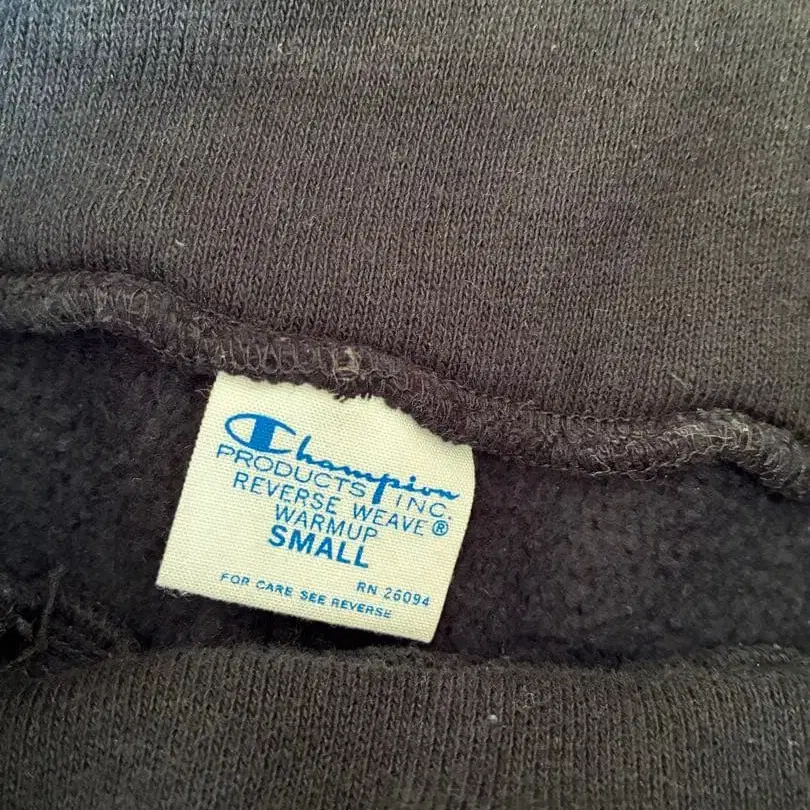 Champion
PRODUCTS INC.
REVERSE WEAVE®
WARMUP
SMALL
RN 26094
FOR CARE SEE REVERSE